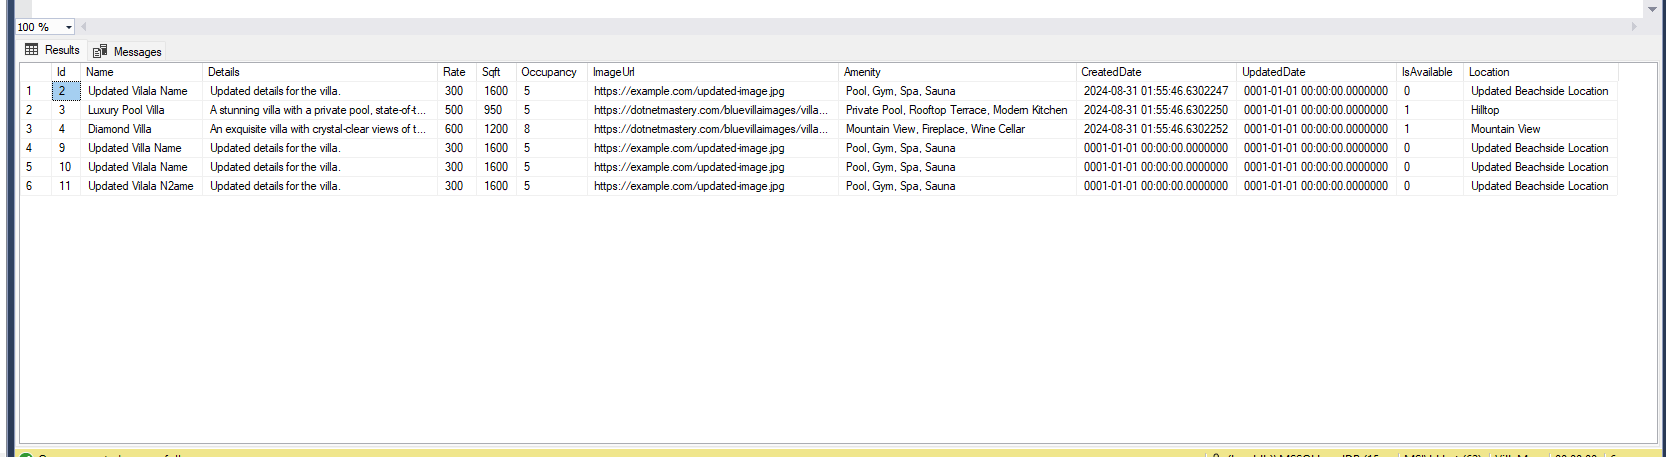 100 %
Results Messages
Id Name Details Rate Sqft Occupancy ImageUrl Amenity CreatedDate UpdatedDate IsAvailable Location
1 2 Updated Vilala Name Updated details for the villa. 300 1600 5 https://example.com/updated-image.jpg Pool, Gym, Spa, Sauna 2024-08-31 01:55:46.6302247 0001-01-01 00:00:00.0000000 0 Updated Beachside Location
2 3 Luxury Pool Villa A stunning villa with a private pool, state-of-t... 500 950 5 https://dotnetmastery.com/bluevillaimages/villa... Private Pool, Rooftop Terrace, Modern Kitchen 2024-08-31 01:55:46.6302250 0001-01-01 00:00:00.0000000 1 Hilltop
3 4 Diamond Villa An exquisite villa with crystal-clear views of t... 600 1200 8 https://dotnetmastery.com/bluevillaimages/villa... Mountain View, Fireplace, Wine Cellar 2024-08-31 01:55:46.6302252 0001-01-01 00:00:00.0000000 1 Mountain View
4 9 Updated Villa Name Updated details for the villa. 300 1600 5 https://example.com/updated-image.jpg Pool, Gym, Spa, Sauna 0001-01-01 00:00:00.0000000 0001-01-01 00:00:00.0000000 0 Updated Beachside Location
5 10 Updated Vilala Name Updated details for the villa. 300 1600 5 https://example.com/updated-image.jpg Pool, Gym, Spa, Sauna 0001-01-01 00:00:00.0000000 0001-01-01 00:00:00.0000000 0 Updated Beachside Location
6 11 Updated Vilala N2ame Updated details for the villa. 300 1600 5 https://example.com/updated-image.jpg Pool, Gym, Spa, Sauna 0001-01-01 00:00:00.0000000 0001-01-01 00:00:00.0000000 0 Updated Beachside Location